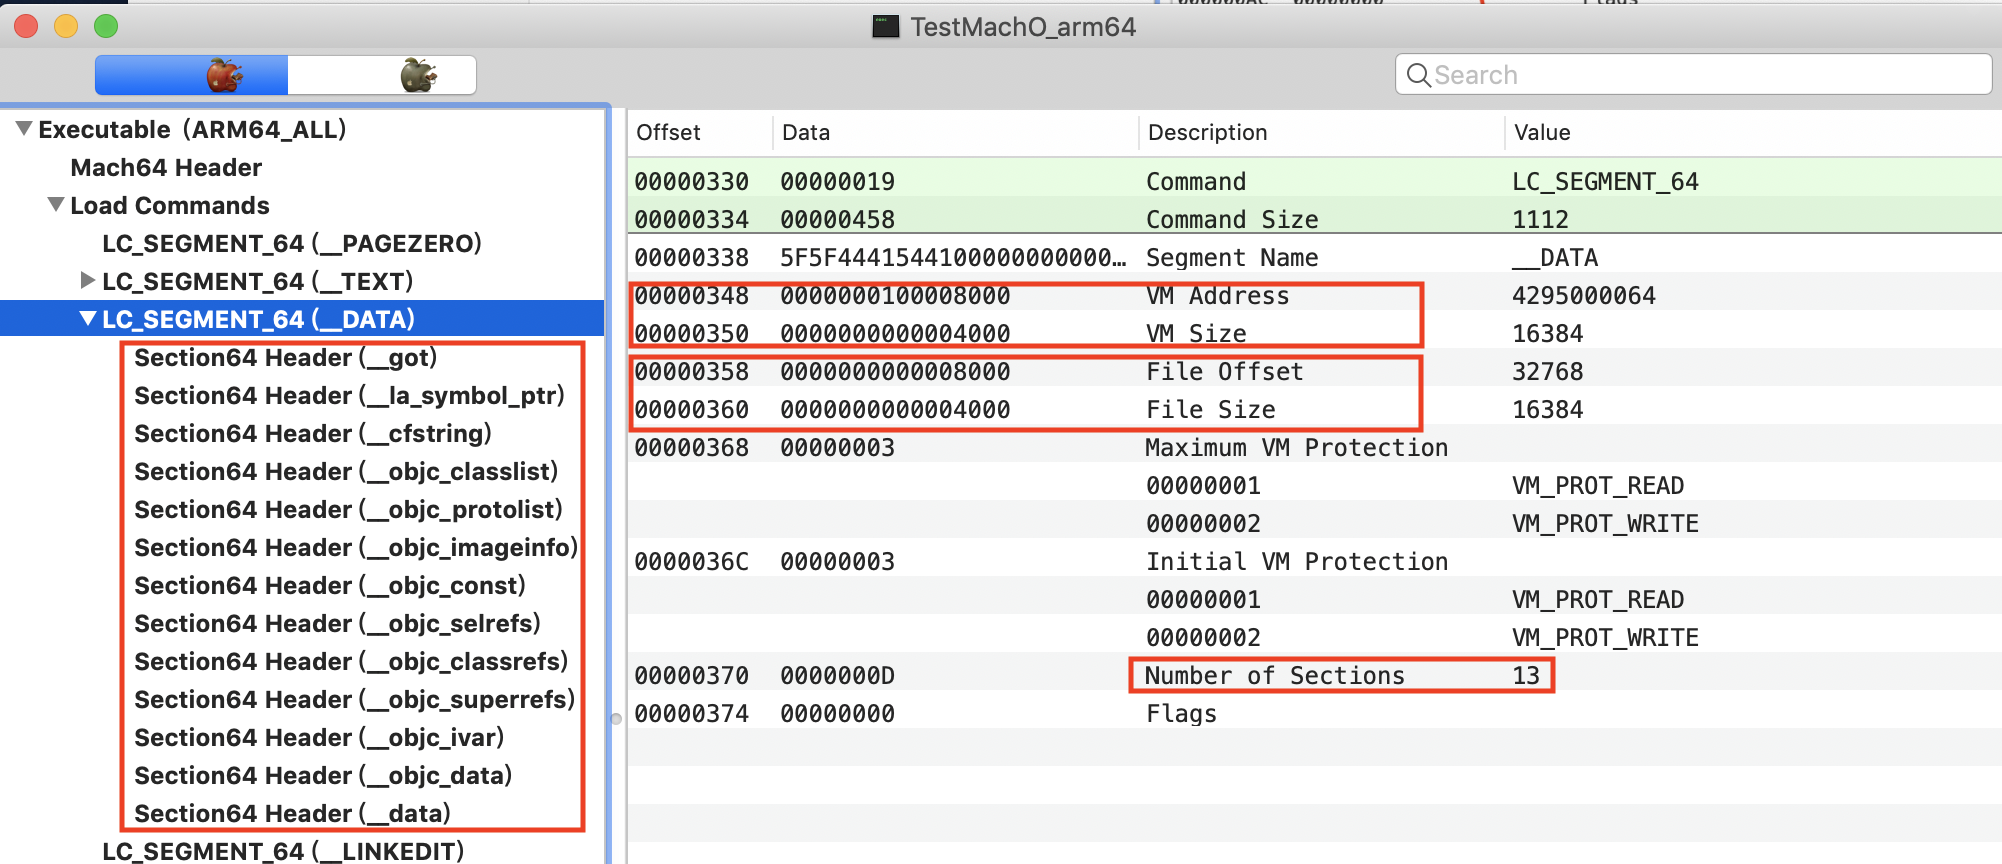 000000AC 00000000 Flags
TestMachO_arm64
Search
Executable (ARM64_ALL)
Mach64 Header
Load Commands
LC_SEGMENT_64 (__PAGEZERO)
LC_SEGMENT_64 (__TEXT)
LC_SEGMENT_64 (__DATA)
Section64 Header (__got)
Section64 Header (__la_symbol_ptr)
Section64 Header (__cfstring)
Section64 Header (__objc_classlist)
Section64 Header (__objc_protolist)
Section64 Header (__objc_imageinfo)
Section64 Header (__objc_const)
Section64 Header (__objc_selrefs)
Section64 Header (__objc_classrefs)
Section64 Header (__objc_superrefs)
Section64 Header (__objc_ivar)
Section64 Header (__objc_data)
Section64 Header (__data)
LC_SEGMENT_64 (__LINKEDIT)
Offset Data Description Value
00000330 00000019 Command LC_SEGMENT_64
00000334 00000458 Command Size 1112
00000338 5F5F4441544100000000000… Segment Name __DATA
00000348 0000000100008000 VM Address 4295000064
00000350 0000000000004000 VM Size 16384
00000358 0000000000008000 File Offset 32768
00000360 0000000000004000 File Size 16384
00000368 00000003 Maximum VM Protection
00000001 VM_PROT_READ
00000002 VM_PROT_WRITE
0000036C 00000003 Initial VM Protection
00000001 VM_PROT_READ
00000002 VM_PROT_WRITE
00000370 0000000D Number of Sections 13
00000374 00000000 Flags